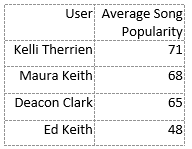 User Average Song
Popularity
Kelli Therrien 71
Maura Keith 68
Deacon Clark 65
Ed Keith 48